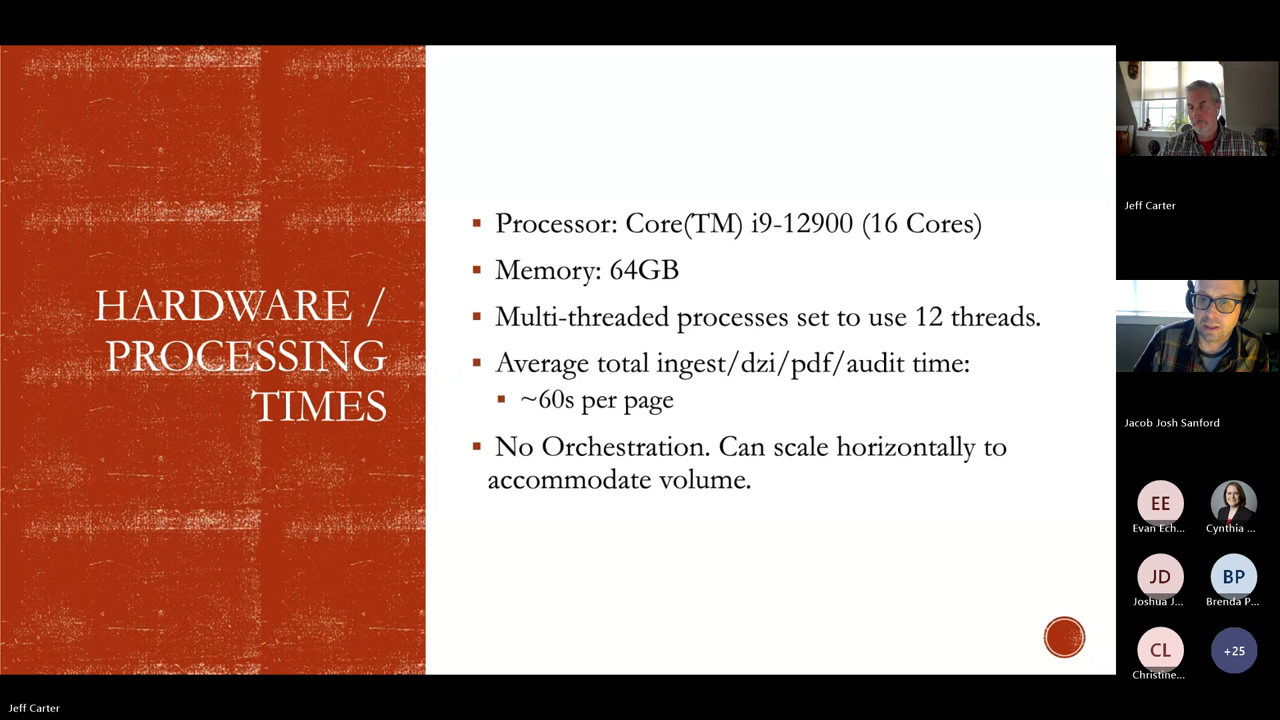 HARDWARE /
PROCESSING
TIMES
Processor: Core(TM) i9-12900 (16 Cores)
Memory: 64GB
Multi-threaded processes set to use 12 threads.
Average total ingest/dzi/pdf/audit time:
~60s per page
No Orchestration. Can scale horizontally to
accommodate volume.
Jeff Carter
Jacob Josh Sanford
EE
Evan Ech...
Cynthia ...
JD
Joshua J...
BP
Brenda P...
CL
Christine...
+25
Jeff Carter